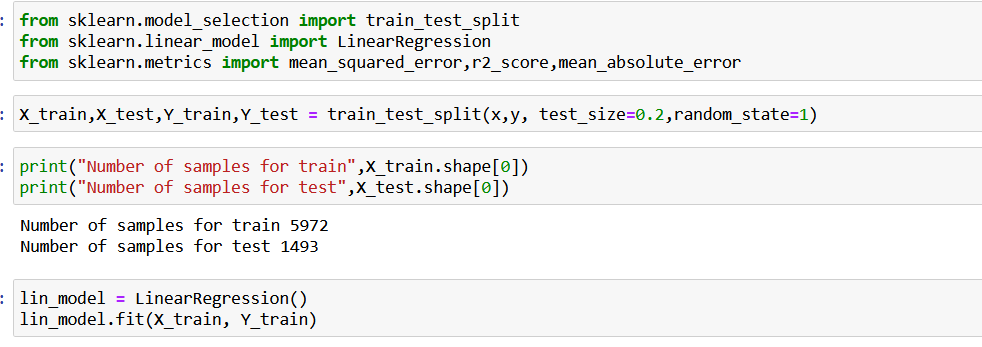 : from sklearn.model_selection import train_test_split
from sklearn.linear_model import LinearRegression
from sklearn.metrics import mean_squared_error,r2_score,mean_absolute_error
: X_train,X_test,Y_train,Y_test = train_test_split(x,y, test_size=0.2,random_state=1)
: print("Number of samples for train",X_train.shape[0])
print("Number of samples for test",X_test.shape[0])
Number of samples for train 5972
Number of samples for test 1493
: lin_model = LinearRegression()
lin_model.fit(X_train, Y_train)